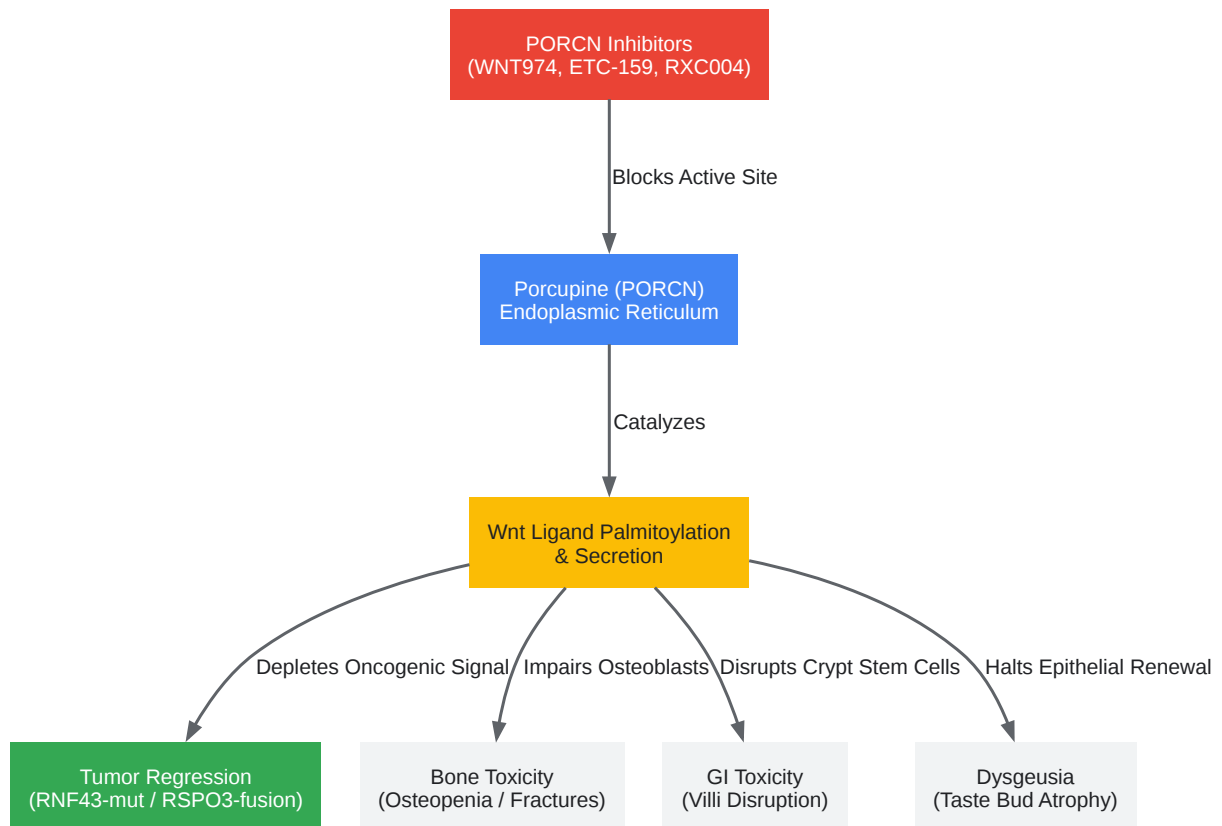 PORCN Inhibitors
(WNT974, ETC-159, RXC004)
Blocks Active Site
Porcupine (PORCN)
Endoplasmic Reticulum
Catalyzes
Wnt Ligand Palmitoylation
& Secretion
Depletes Oncogenic Signal
Impairs Osteoblasts
Disrupts Crypt Stem Cells
Halts Epithelial Renewal
Tumor Regression
(RNF43-mut / RSPO3-fusion)
Bone Toxicity
(Osteopenia / Fractures)
GI Toxicity
(Villi Disruption)
Dysgeusia
(Taste Bud Atrophy)